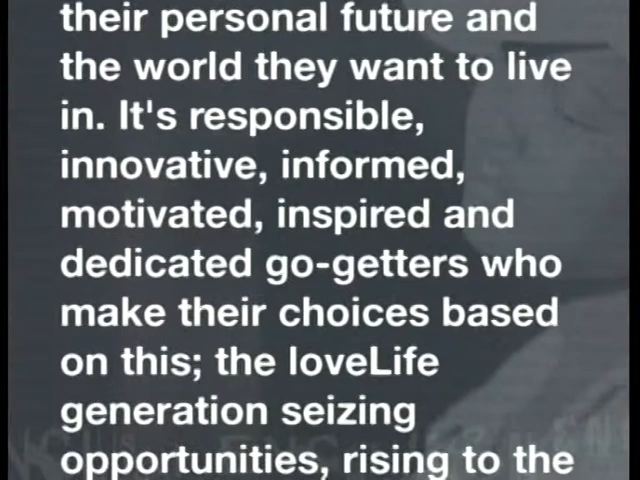 their personal future and
the world they want to live
in. It's responsible,
innovative, informed,
motivated, inspired and
dedicated go-getters who
make their choices based
on this; the loveLife
generation seizing
opportunities, rising to the